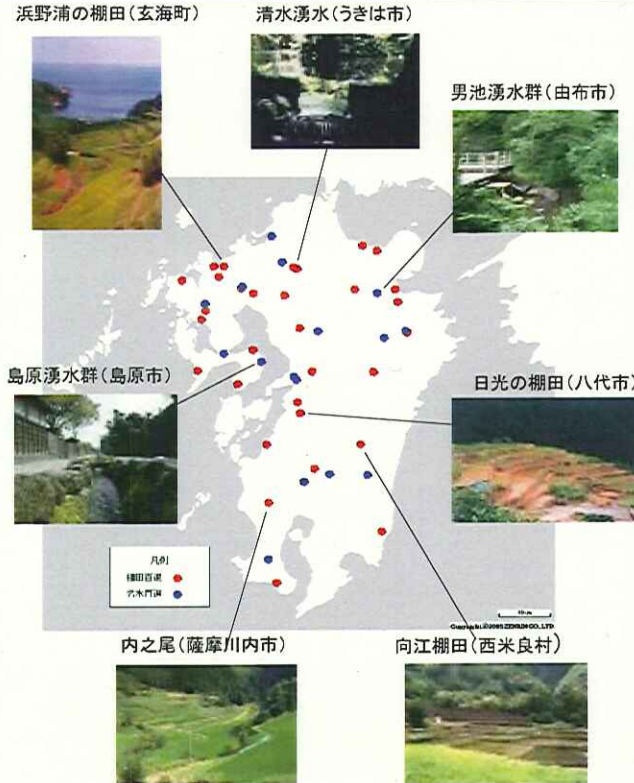 浜野浦の棚田(玄海町)
清水湧水(うきは市)
男池湧水群(由布市)
島原湧水群(島原市)
日光の棚田(八代市)
凡例
棚田百選
名水百選
内之尾(薩摩川内市)
向江棚田(西米良村)